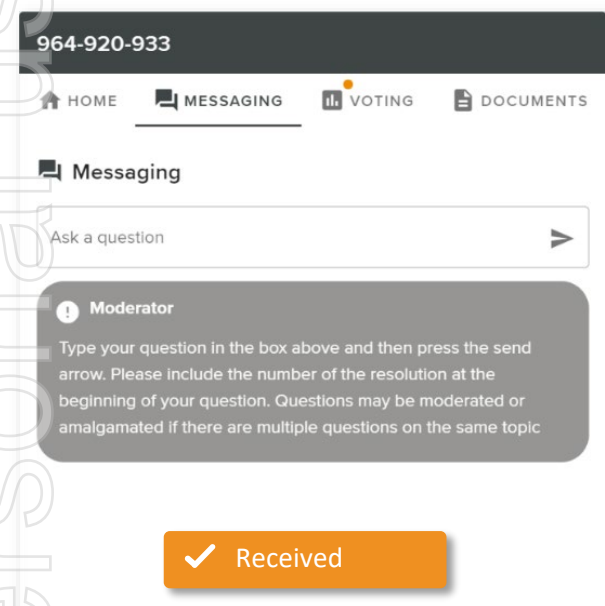 964-920-933
HOME MESSAGING VOTING DOCUMENTS
Messaging
Ask a question
Moderator
Type your question in the box above and then press the send
arrow. Please include the number of the resolution at the
beginning of your question. Questions may be moderated or
amalgamated if there are multiple questions on the same topic
Received